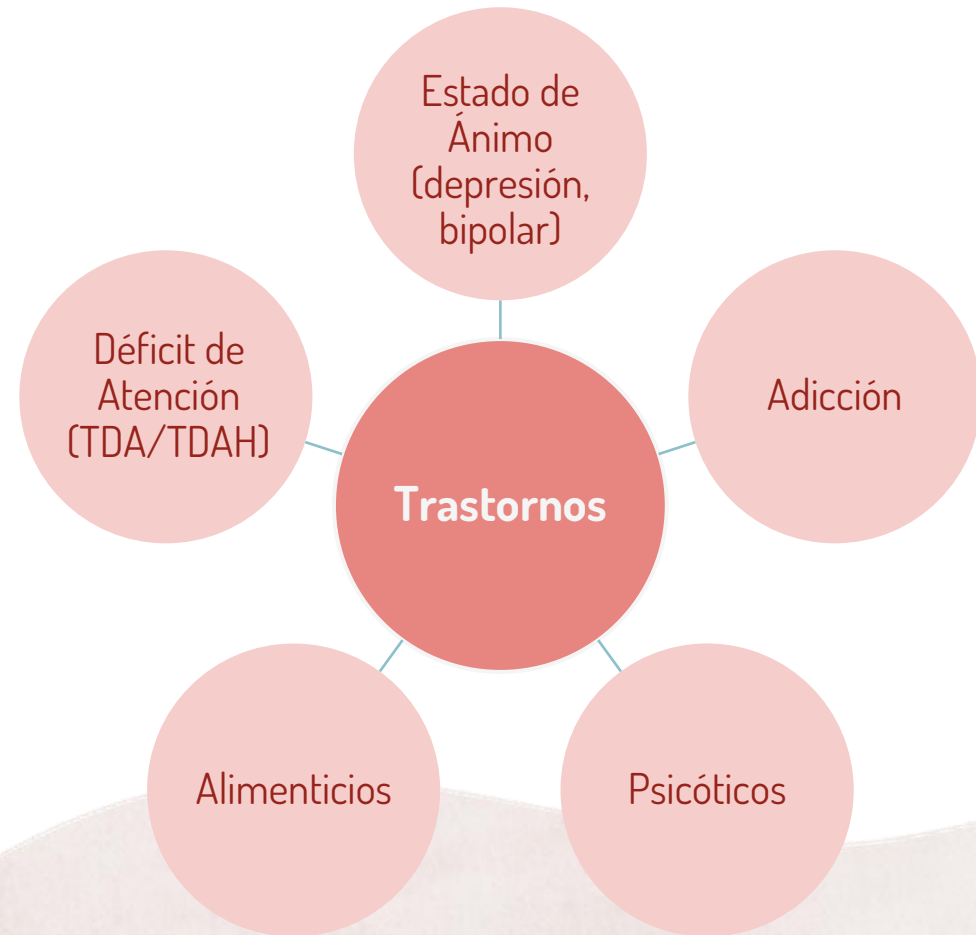 Estado de
Ánimo
(depresión,
bipolar)
Déficit de
Atención
(TDA/TDAH)
Adicción
Trastornos
Alimenticios
Psicóticos